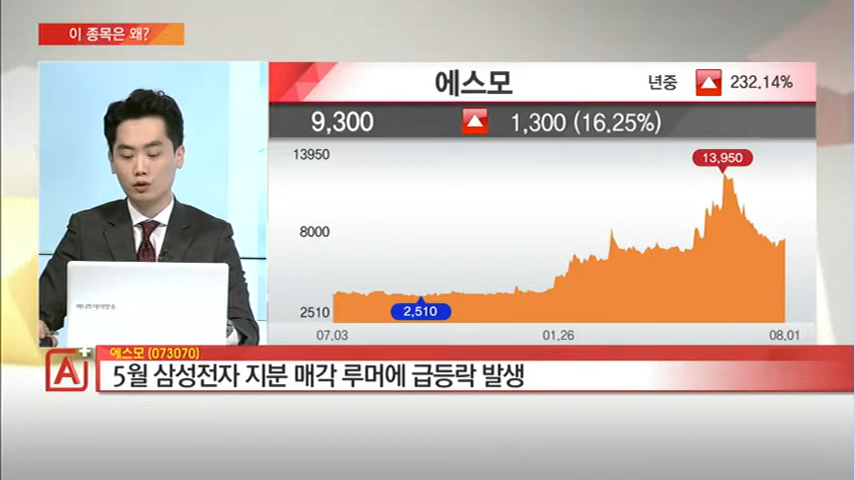 이 종목은 왜?
에스모
년중 232.14%
9,300 1,300 (16.25%)
13950
13,950
8000
2510
2,510
07.03 01.26 08.01
에스모 (073070)
A+
5월 삼성전자 지분 매각 루머에 급등락 발생